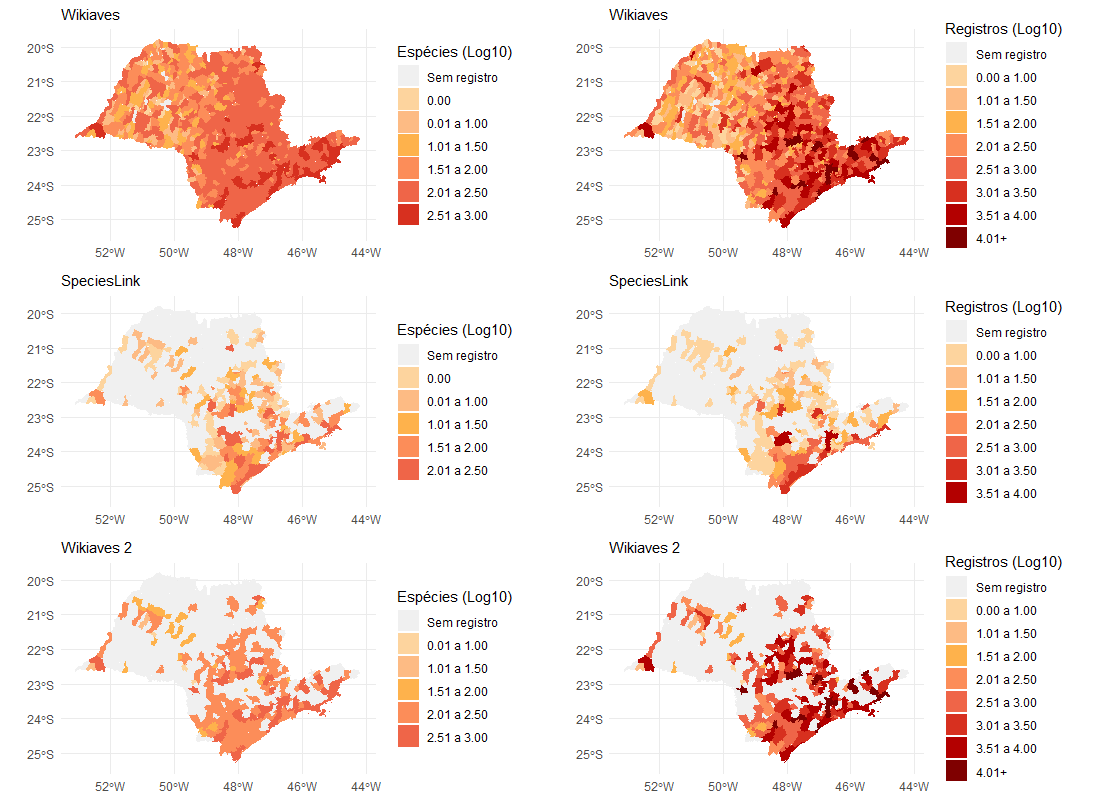 Wikiaves
20°S
21°S
22°S
23°S
24°S
25°S
52°W
50°W
48°W
46°W
44°W
Espécies (Log10)
Sem registro
0.00
0.01 a 1.00
1.01 a 1.50
1.51 a 2.00
2.01 a 2.50
2.51 a 3.00
Wikiaves
20°S
21°S
22°S
23°S
24°S
25°S
52°W
50°W
48°W
46°W
44°W
Registros (Log10)
Sem registro
0.00 a 1.00
1.01 a 1.50
1.51 a 2.00
2.01 a 2.50
2.51 a 3.00
3.01 a 3.50
3.51 a 4.00
4.01+
SpeciesLink
20°S
21°S
22°S
23°S
24°S
25°S
52°W
50°W
48°W
46°W
44°W
Espécies (Log10)
Sem registro
0.00
0.01 a 1.00
1.01 a 1.50
1.51 a 2.00
2.01 a 2.50
SpeciesLink
20°S
21°S
22°S
23°S
24°S
25°S
52°W
50°W
48°W
46°W
44°W
Registros (Log10)
Sem registro
0.00 a 1.00
1.01 a 1.50
1.51 a 2.00
2.01 a 2.50
2.51 a 3.00
3.01 a 3.50
3.51 a 4.00
Wikiaves 2
20°S
21°S
22°S
23°S
24°S
25°S
52°W
50°W
48°W
46°W
44°W
Espécies (Log10)
Sem registro
0.01 a 1.00
1.01 a 1.50
1.51 a 2.00
2.01 a 2.50
2.51 a 3.00
Wikiaves 2
20°S
21°S
22°S
23°S
24°S
25°S
52°W
50°W
48°W
46°W
44°W
Registros (Log10)
Sem registro
0.00 a 1.00
1.01 a 1.50
1.51 a 2.00
2.01 a 2.50
2.51 a 3.00
3.01 a 3.50
3.51 a 4.00
4.01+